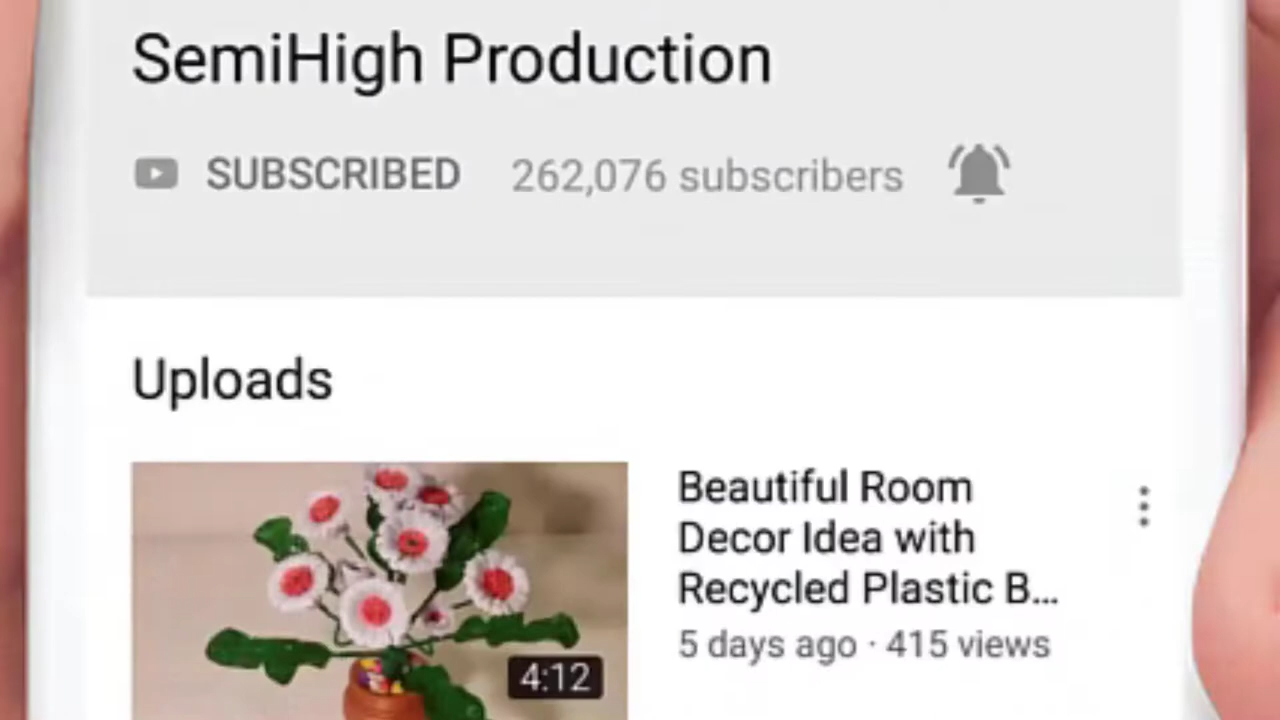 SemiHigh Production
SUBSCRIBED 262,076 subscribers
Uploads
Beautiful Room
Decor Idea with
Recycled Plastic B...
5 days ago · 415 views
4:12